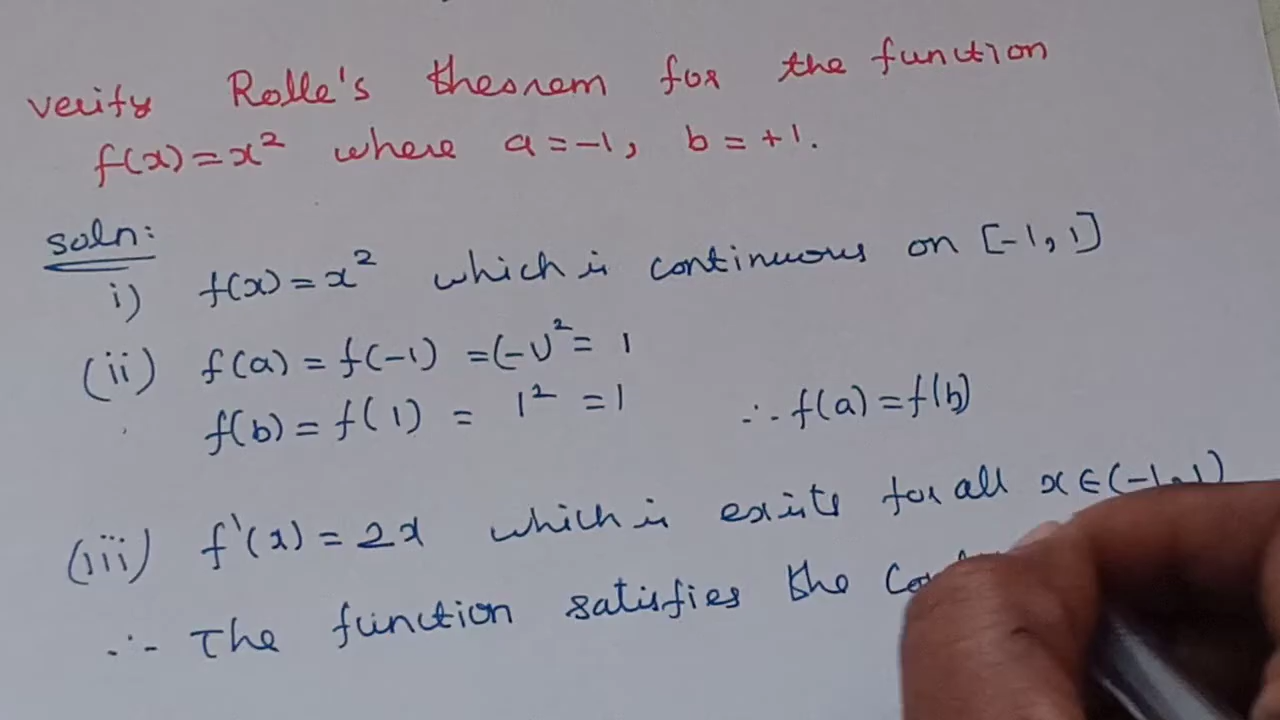 verify Rolle's theorem for the function
f(x)=x² where a=-1, b=+1.
soln:
i) f(x)=x² which is continuous on [-1,1]
(ii) f(a)=f(-1)=(-1)²= 1
f(b)=f(1)= 1²=1 ∴ f(a)=f(b)
(iii) f'(x)=2x which is exists for all x∈(-1,1)
∴ The function satisfies the